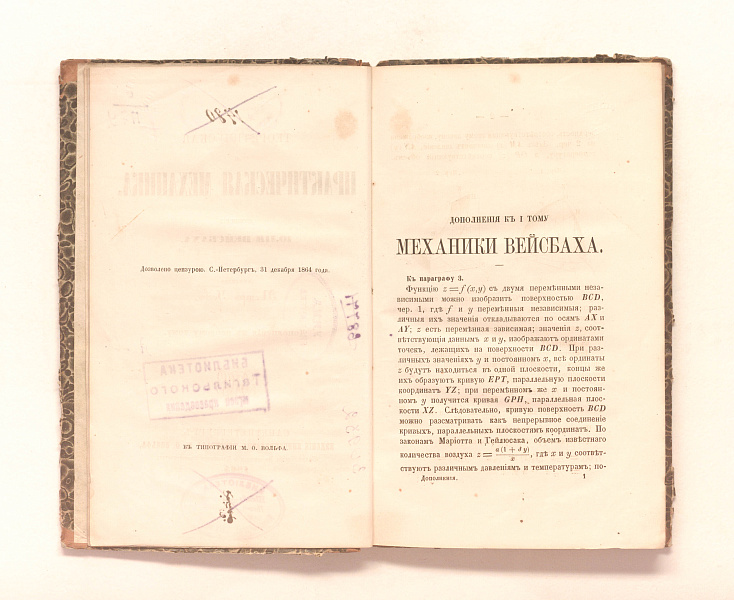 Дозволено цензурою. С.-Петербургъ, 31 декабря 1864 года.
БИБЛИОТЕКА
ВЪ ТИПОГРАФІИ М. О. ВОЛЬФА.
ДОПОЛНЕНІЯ КЪ I ТОМУ
МЕХАНИКИ ВЕЙСБАХА.
Къ параграфу 3.
Функцію z=f(x,y) съ двумя перемѣнными неза-
висимыми можно изобразить поверхностью BCD,
чер. 1, гдѣ f и y перемѣнныя независимыя; раз-
личныя ихъ значенія откладываются по осямъ AX и
AY; z есть перемѣнная зависимая; значенія z, соот-
вѣтствующія даннымъ x и y, изображаютъ ординатами
точекъ, лежащихъ на поверхности BCD. При раз-
личныхъ значеніяхъ y и постоянномъ x, всѣ ординаты
z будутъ находиться въ одной плоскости, концы же
ихъ образуютъ кривую EPT, параллельную плоскости
координатъ YZ; при перемѣнномъ же x и постоян-
номъ y получится кривая GPH, параллельная плос-
кости XZ. Слѣдовательно, кривую поверхность BCD
можно разсматривать какъ непрерывное соединеніе
кривыхъ, параллельныхъ плоскостямъ координатъ. По
законамъ Маріотта и Гейлюсака, объемъ извѣстнаго
количества воздуха z = a(1+dy)/x, гдѣ x и y соотвѣт-
ствуютъ различнымъ давленіямъ и температурамъ; по-
Дополненія. 1